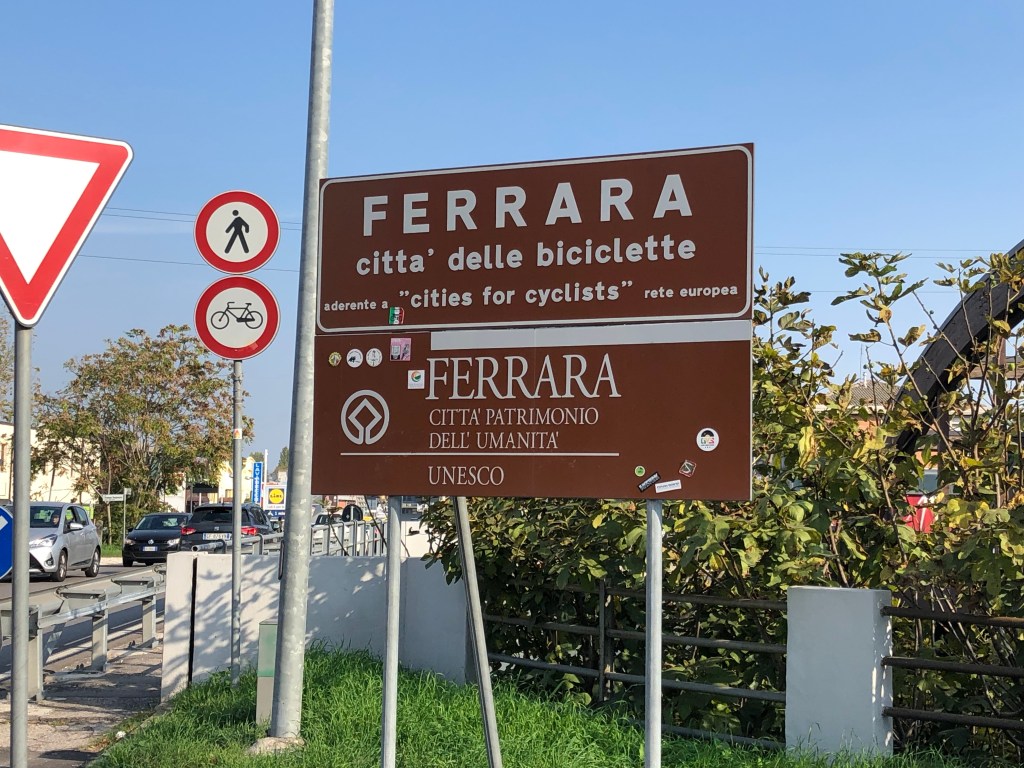 FERRARA
citta' delle biciclette
aderente a "cities for cyclists" rete europea
FERRARA
CITTA' PATRIMONIO
DELL' UMANITA'
UNESCO